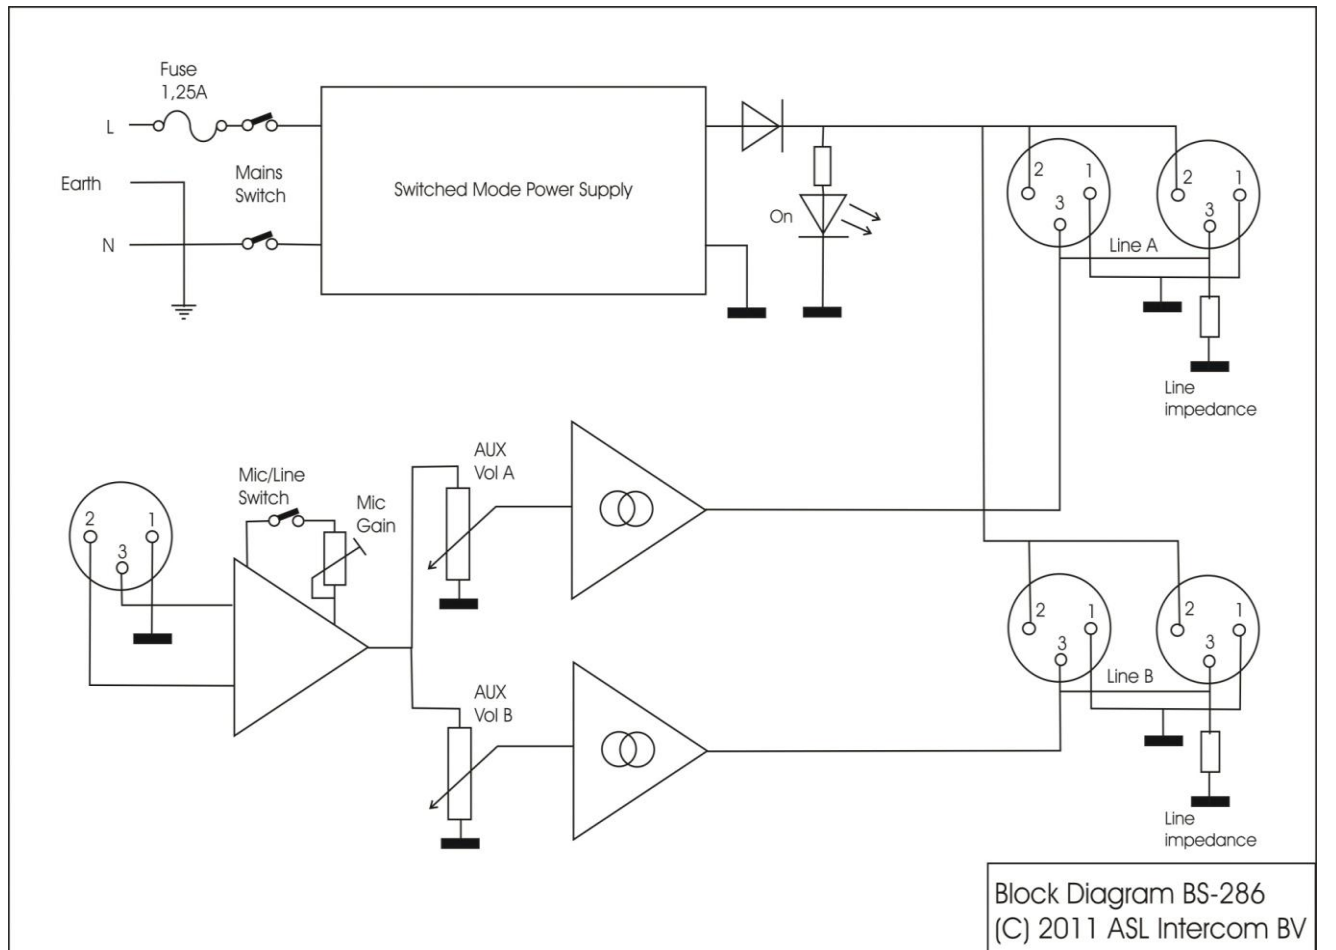 Fuse
1,25A
L
Earth
N
Mains
Switch
Switched Mode Power Supply
On
2
1
3
2
1
3
Line A
Line
impedance
2
1
3
Mic/Line
Switch
Mic
Gain
AUX
Vol A
AUX
Vol B
2
1
3
2
1
3
Line B
Line
impedance
Block Diagram BS-286
(C) 2011 ASL Intercom BV